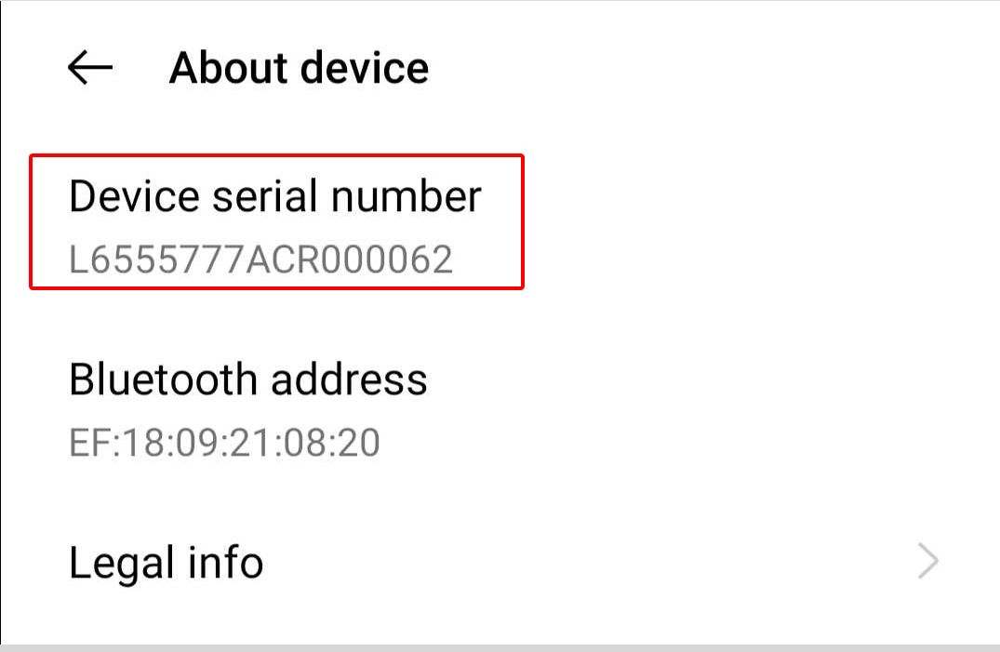 About device
Device serial number
L6555777ACR000062
Bluetooth address
EF:18:09:21:08:20
Legal info